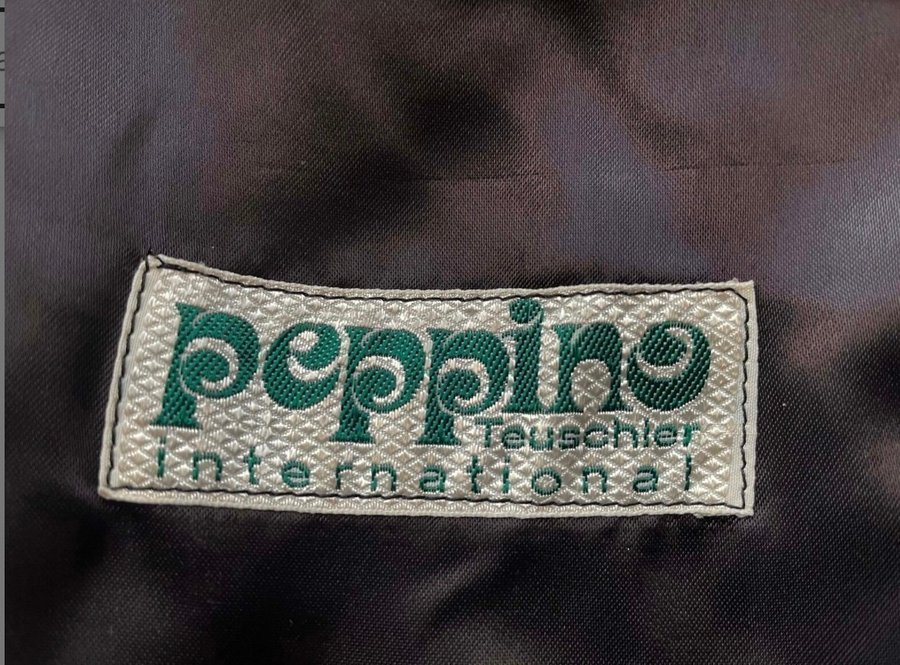 peppino
Teuschler
international